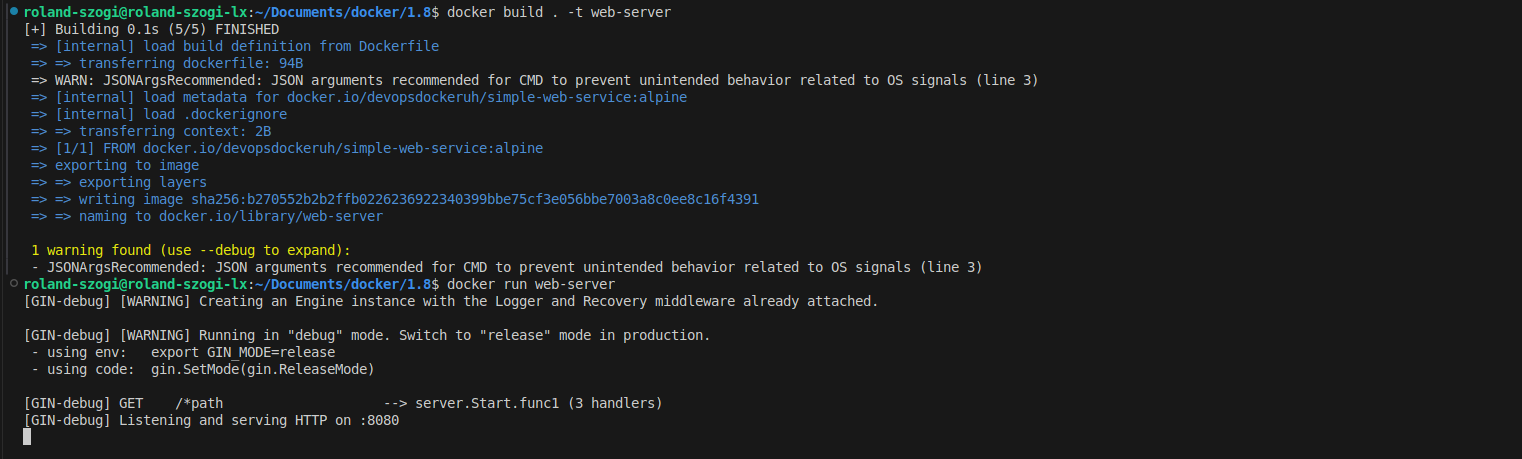 roland-szogi@roland-szogi-lx:~/Documents/docker/1.8$ docker build . -t web-server
[+] Building 0.1s (5/5) FINISHED
=> [internal] load build definition from Dockerfile
=> => transferring dockerfile: 94B
=> WARN: JSONArgsRecommended: JSON arguments recommended for CMD to prevent unintended behavior related to OS signals (line 3)
=> [internal] load metadata for docker.io/devopsdockeruh/simple-web-service:alpine
=> [internal] load .dockerignore
=> => transferring context: 2B
=> [1/1] FROM docker.io/devopsdockeruh/simple-web-service:alpine
=> exporting to image
=> => exporting layers
=> => writing image sha256:b270552b2b2ffb0226236922340399bbe75cf3e056bbe7003a8c0ee8c16f4391
=> => naming to docker.io/library/web-server
1 warning found (use --debug to expand):
- JSONArgsRecommended: JSON arguments recommended for CMD to prevent unintended behavior related to OS signals (line 3)
roland-szogi@roland-szogi-lx:~/Documents/docker/1.8$ docker run web-server
[GIN-debug] [WARNING] Creating an Engine instance with the Logger and Recovery middleware already attached.
[GIN-debug] [WARNING] Running in "debug" mode. Switch to "release" mode in production.
- using env:   export GIN_MODE=release
- using code:  gin.SetMode(gin.ReleaseMode)
[GIN-debug] GET    /*path                    --> server.Start.func1 (3 handlers)
[GIN-debug] Listening and serving HTTP on :8080